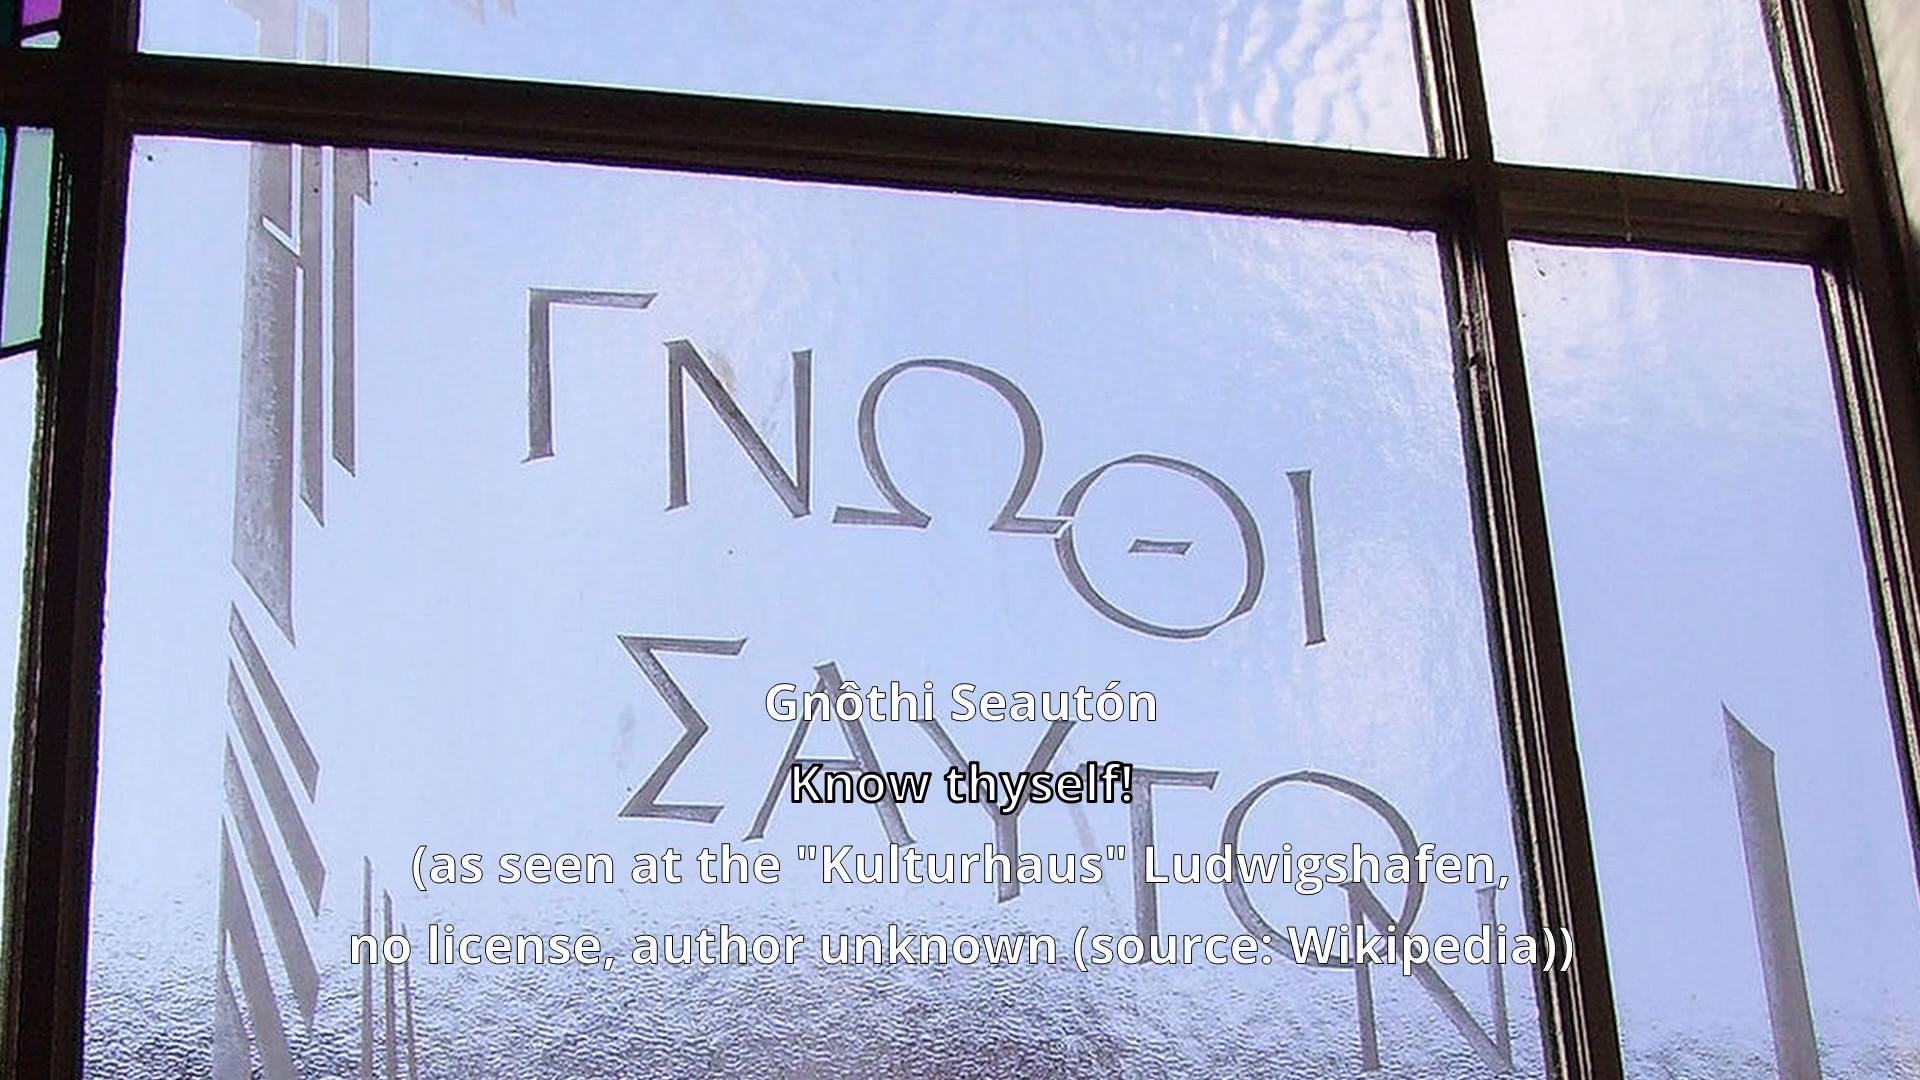 ΓΝΩΘΙ
ΣΑΥΤΟΝ
Gnôthi Seautón
Know thyself!
(as seen at the "Kulturhaus" Ludwigshafen,
no license, author unknown (source: Wikipedia))